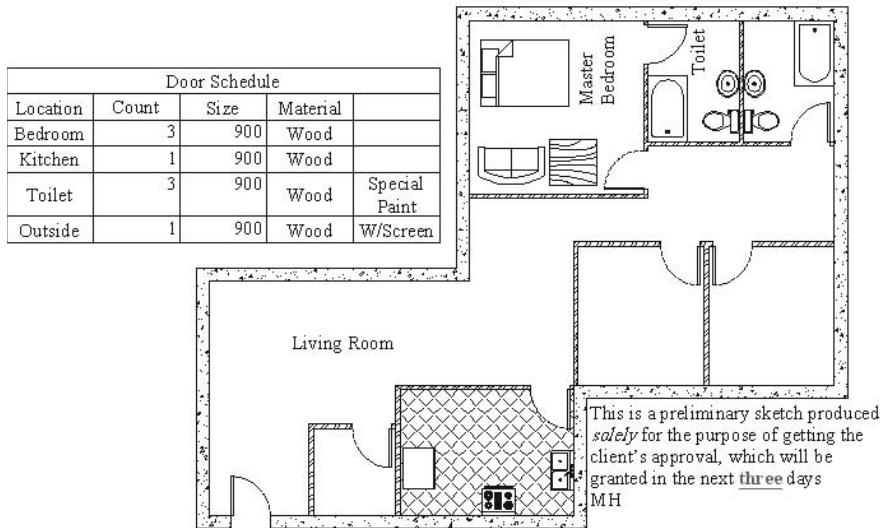 Door Schedule
Location Count Size Material
Bedroom 3 900 Wood
Kitchen 1 900 Wood
Toilet 3 900 Wood Special Paint
Outside 1 900 Wood W/Screen
Master
Bedroom
Toilet
Living Room
This is a preliminary sketch produced
solely for the purpose of getting the
client's approval, which will be
granted in the next three days
MH